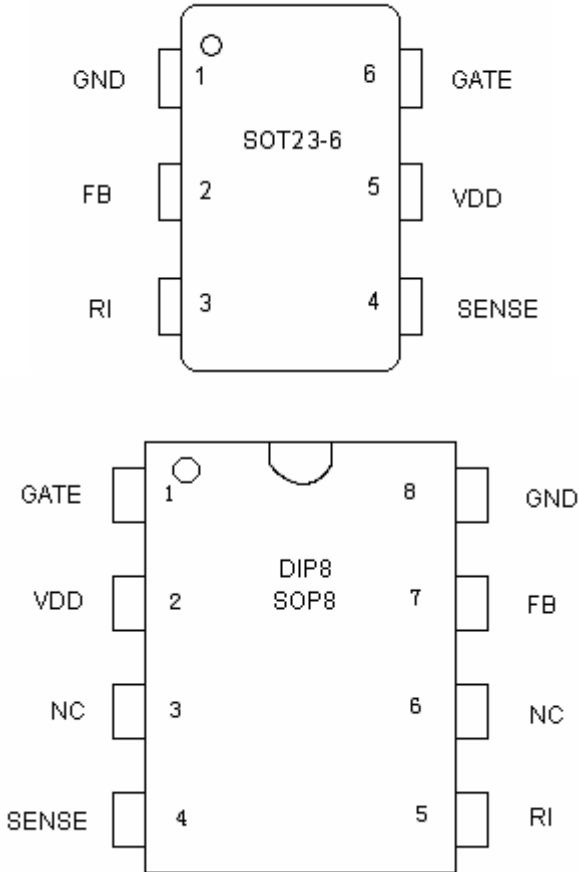 GND 1 6 GATE
SOT23-6
FB 2 5 VDD
RI 3 4 SENSE
GATE 1 8 GND
DIP8
VDD 2 SOP8 7 FB
NC 3 6 NC
SENSE 4 5 RI